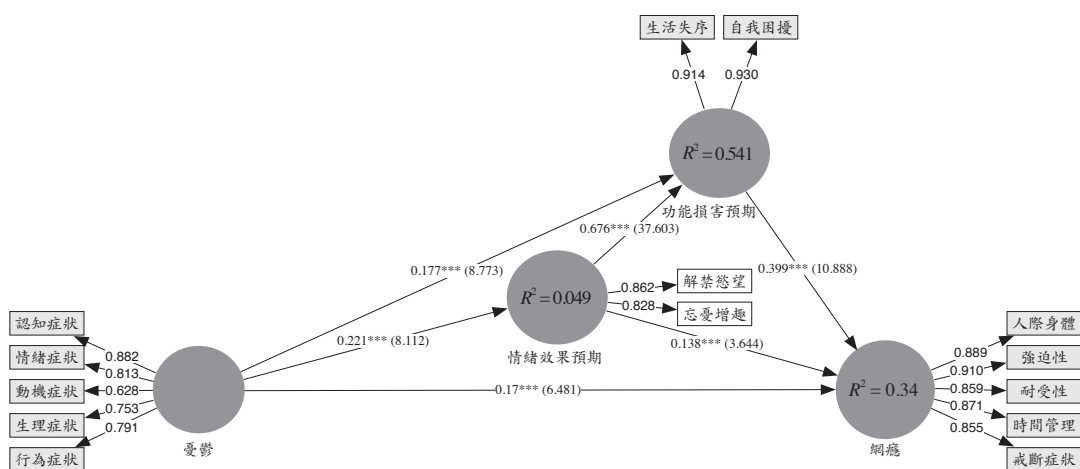 生活失序
自我困擾
0.914
0.930
R² = 0.541
功能損害預期
0.676*** (37.603)
0.177*** (8.773)
0.399*** (10.888)
R² = 0.049
情緒效果預期
0.862
解禁慾望
0.828
忘憂增趣
0.221*** (8.112)
0.138*** (3.644)
0.17*** (6.481)
認知症狀
0.882
情緒症狀
0.813
動機症狀
0.628
生理症狀
0.753
行為症狀
0.791
憂鬱
R² = 0.34
網癮
人際身體
0.889
強迫性
0.910
耐受性
0.859
時間管理
0.871
戒斷症狀
0.855